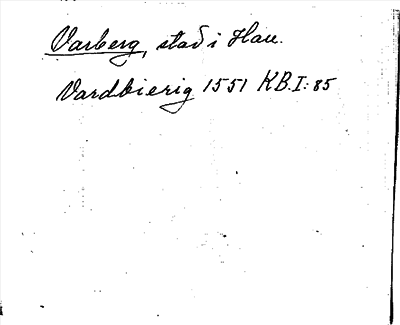 Varberg, stad i Hall.
Vardbierig 1551 KB.I:85